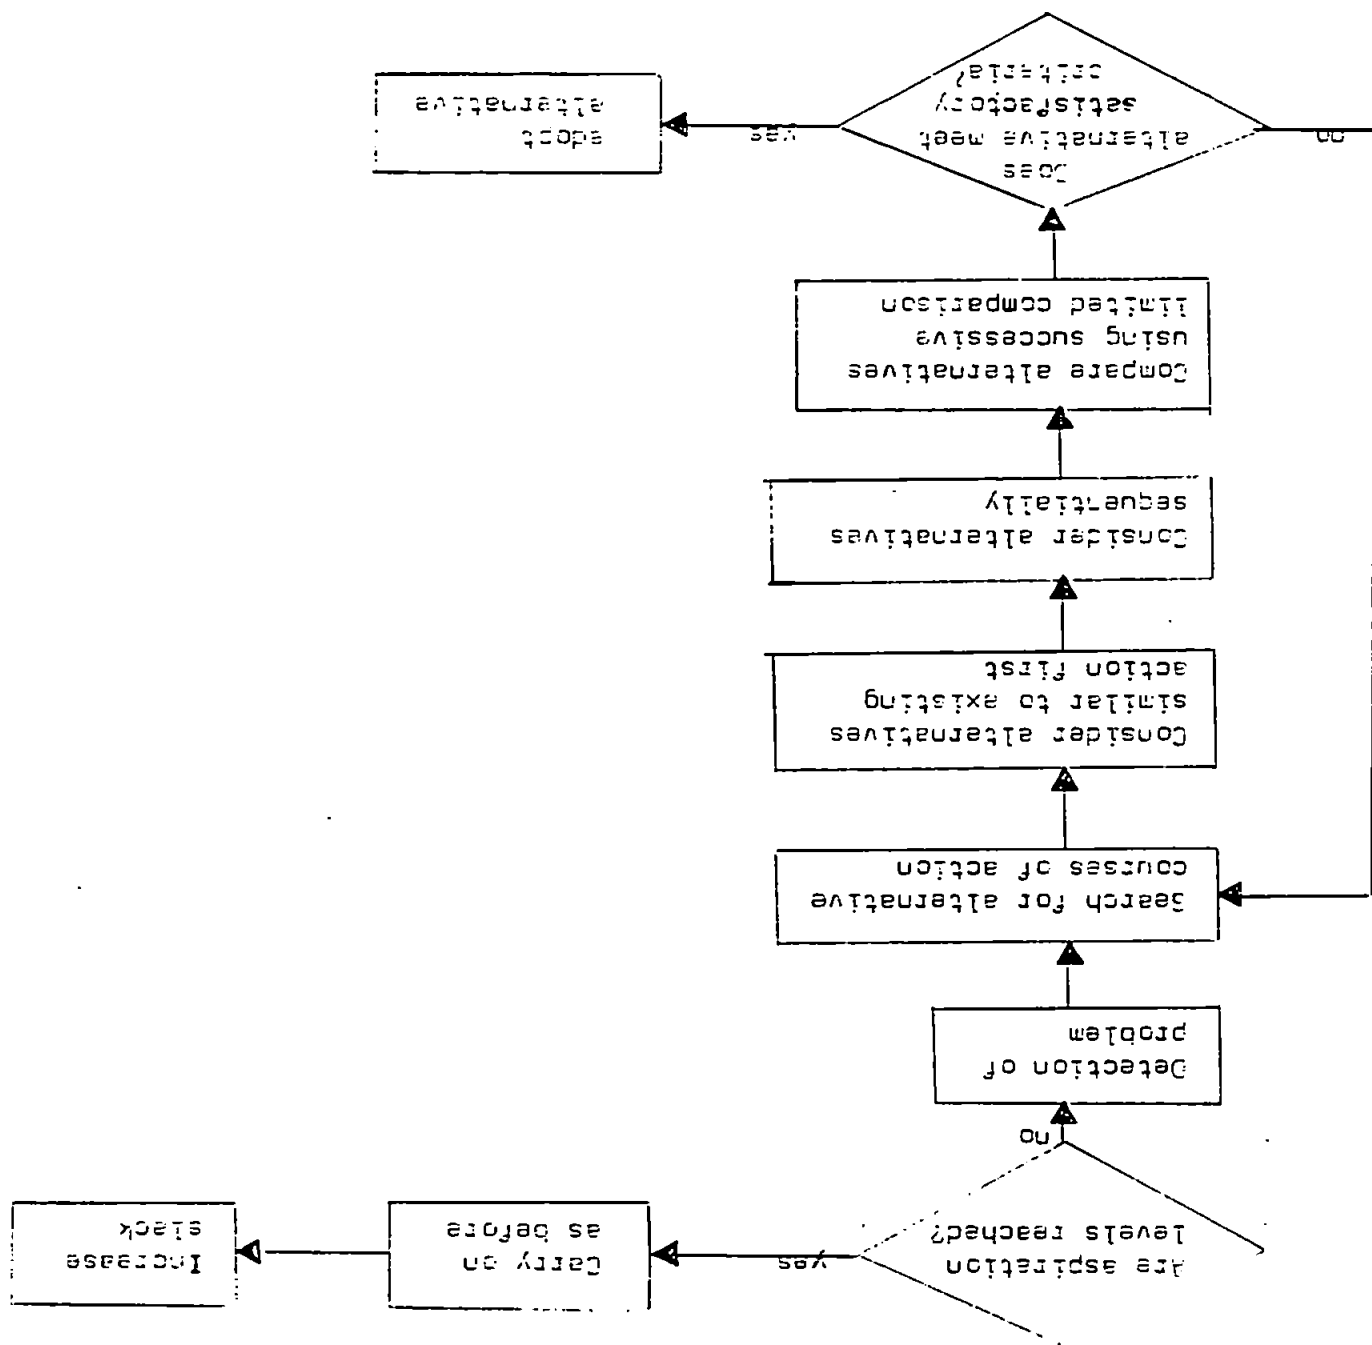 Are aspiration
levels reached?
yes
Carry on
as before
Increase
slack
no
Detection of
problem
Search for alternative
courses of action
Consider alternatives
similar to axisting
action first
Consider alternatives
sequentially
Compare alternatives
using successive
limited comparison
Does
alternative meet
satisfactory
criteria?
yes
adopt
alternative
no